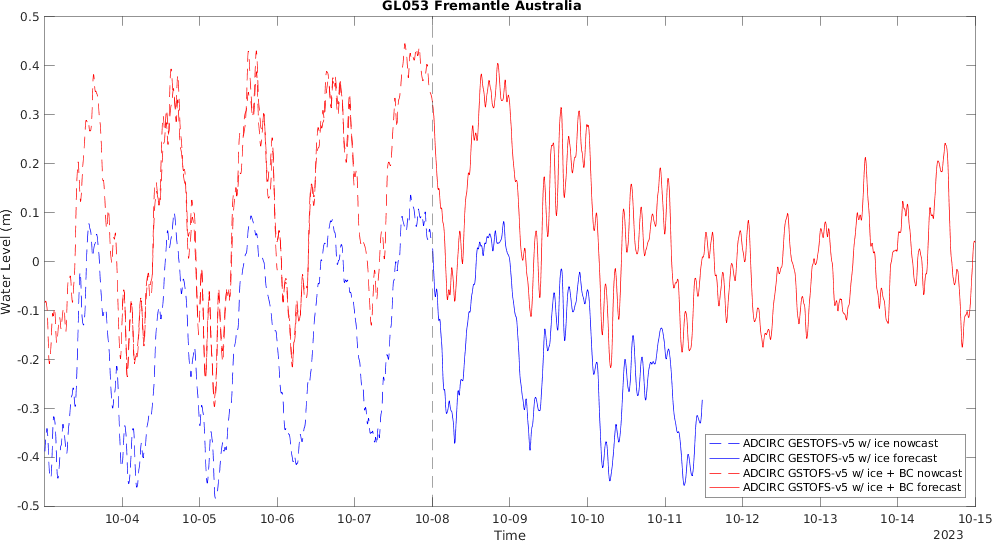 GL053 Fremantle Australia
Water Level (m)
0.5
0.4
0.3
0.2
0.1
0
-0.1
-0.2
-0.3
-0.4
-0.5
ADCIRC GESTOFS-v5 w/ ice nowcast
ADCIRC GESTOFS-v5 w/ ice forecast
ADCIRC GSTOFS-v5 w/ ice + BC nowcast
ADCIRC GSTOFS-v5 w/ ice + BC forecast
10-04 10-05 10-06 10-07 10-08 10-09 10-10 10-11 10-12 10-13 10-14 10-15
Time
2023